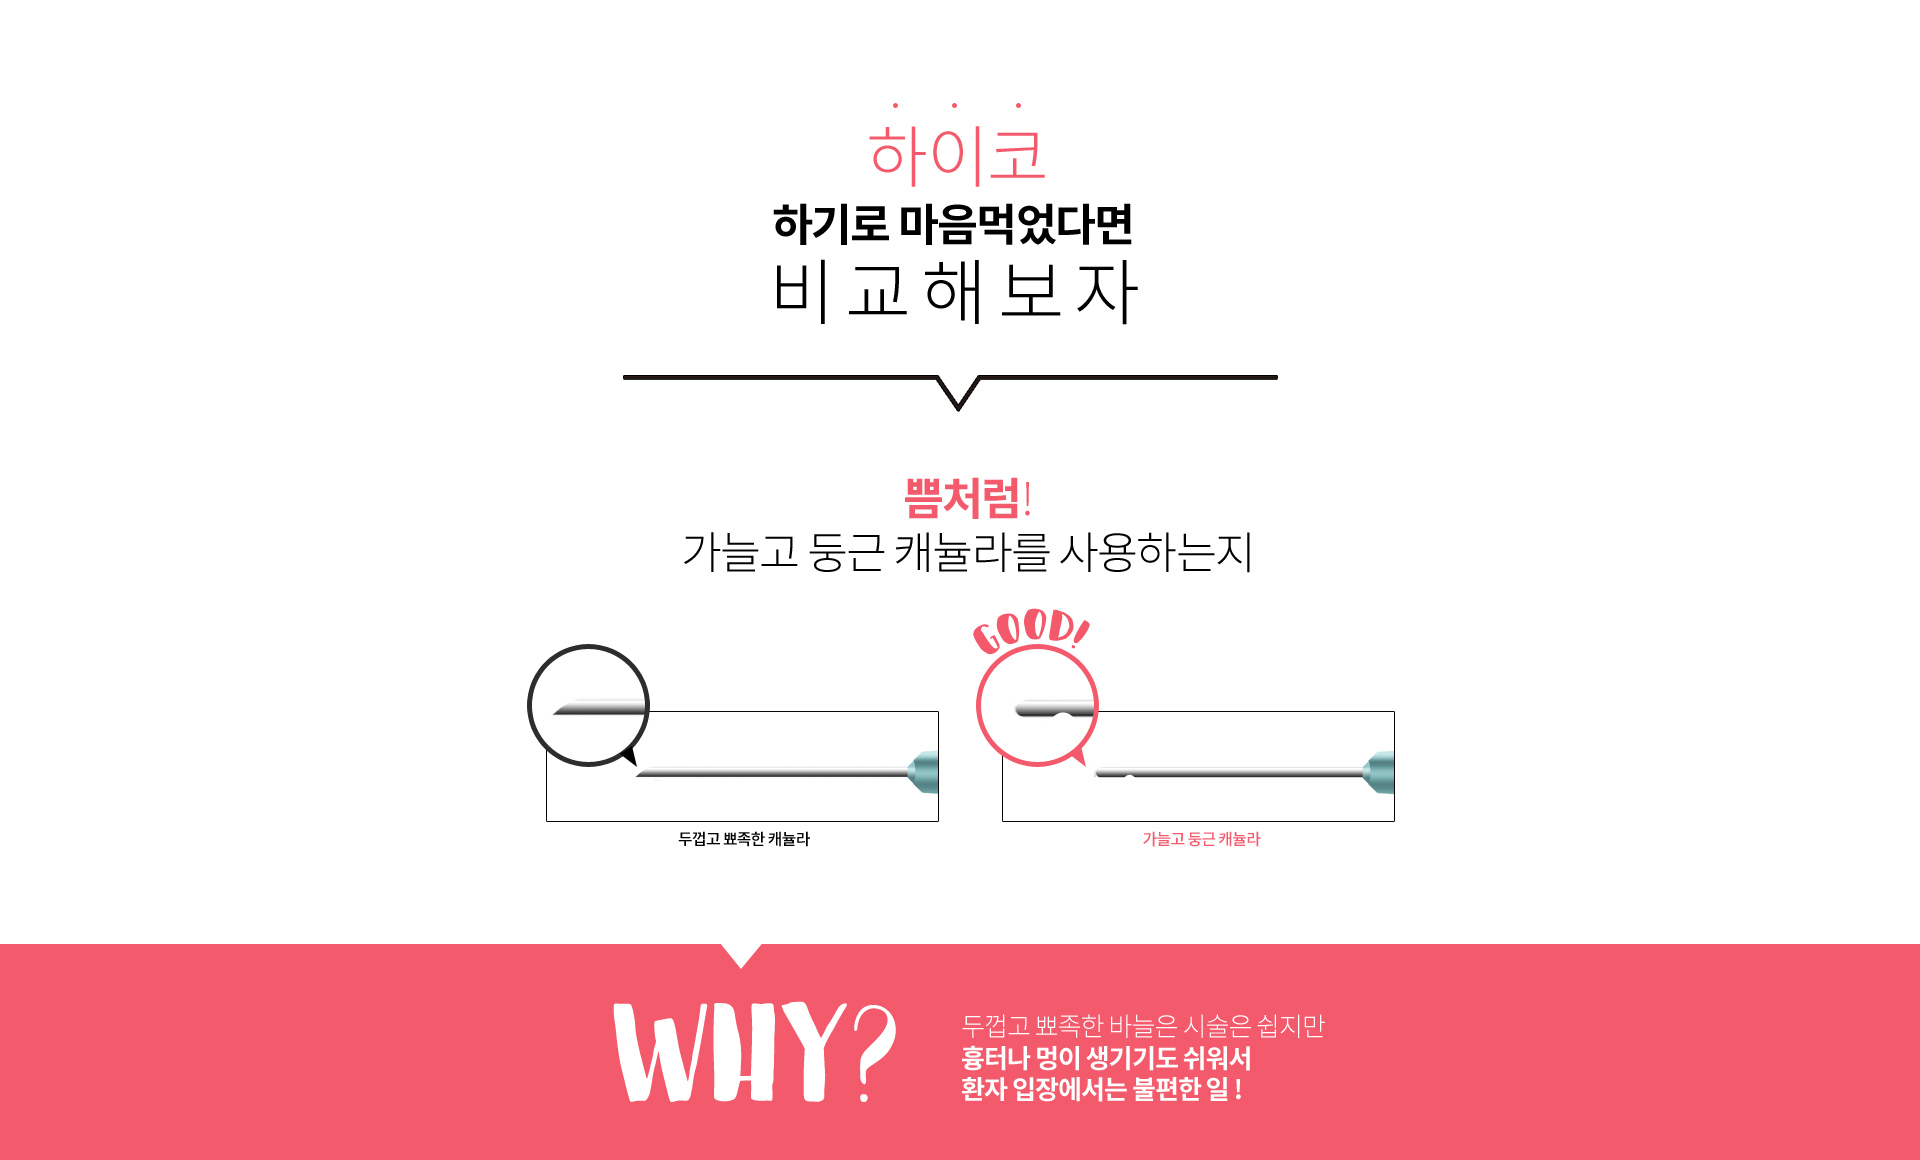 하이코
하기로 마음먹었다면
비교해보자
쁨처럼!
가늘고 둥근 캐뉼라를 사용하는지
GOOD!
두껍고 뾰족한 캐뉼라
가늘고 둥근 캐뉼라
WHY?
두껍고 뾰족한 바늘은 시술은 쉽지만
흉터나 멍이 생기기도 쉬워서
환자 입장에서는 불편한 일 !